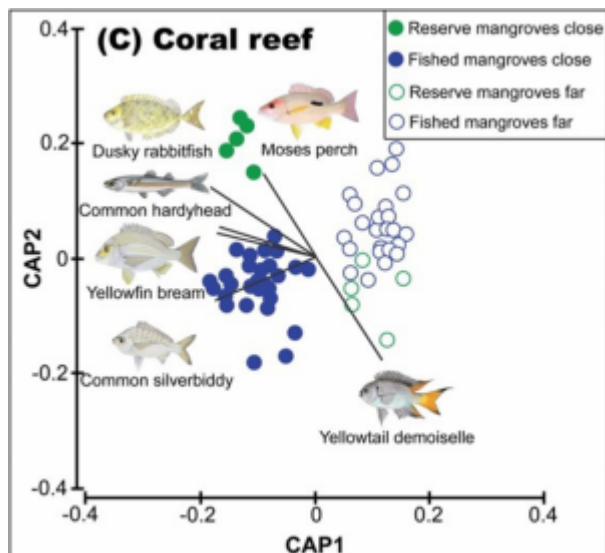 (C) Coral reef
Reserve mangroves close
Fished mangroves close
Reserve mangroves far
Fished mangroves far
Dusky rabbitfish
Moses perch
Common hardyhead
Yellowfin bream
Common silverbiddy
Yellowtail demoiselle
CAP2
0.4
0.2
0
-0.2
-0.4
-0.4
-0.2
0
0.2
0.4
CAP1